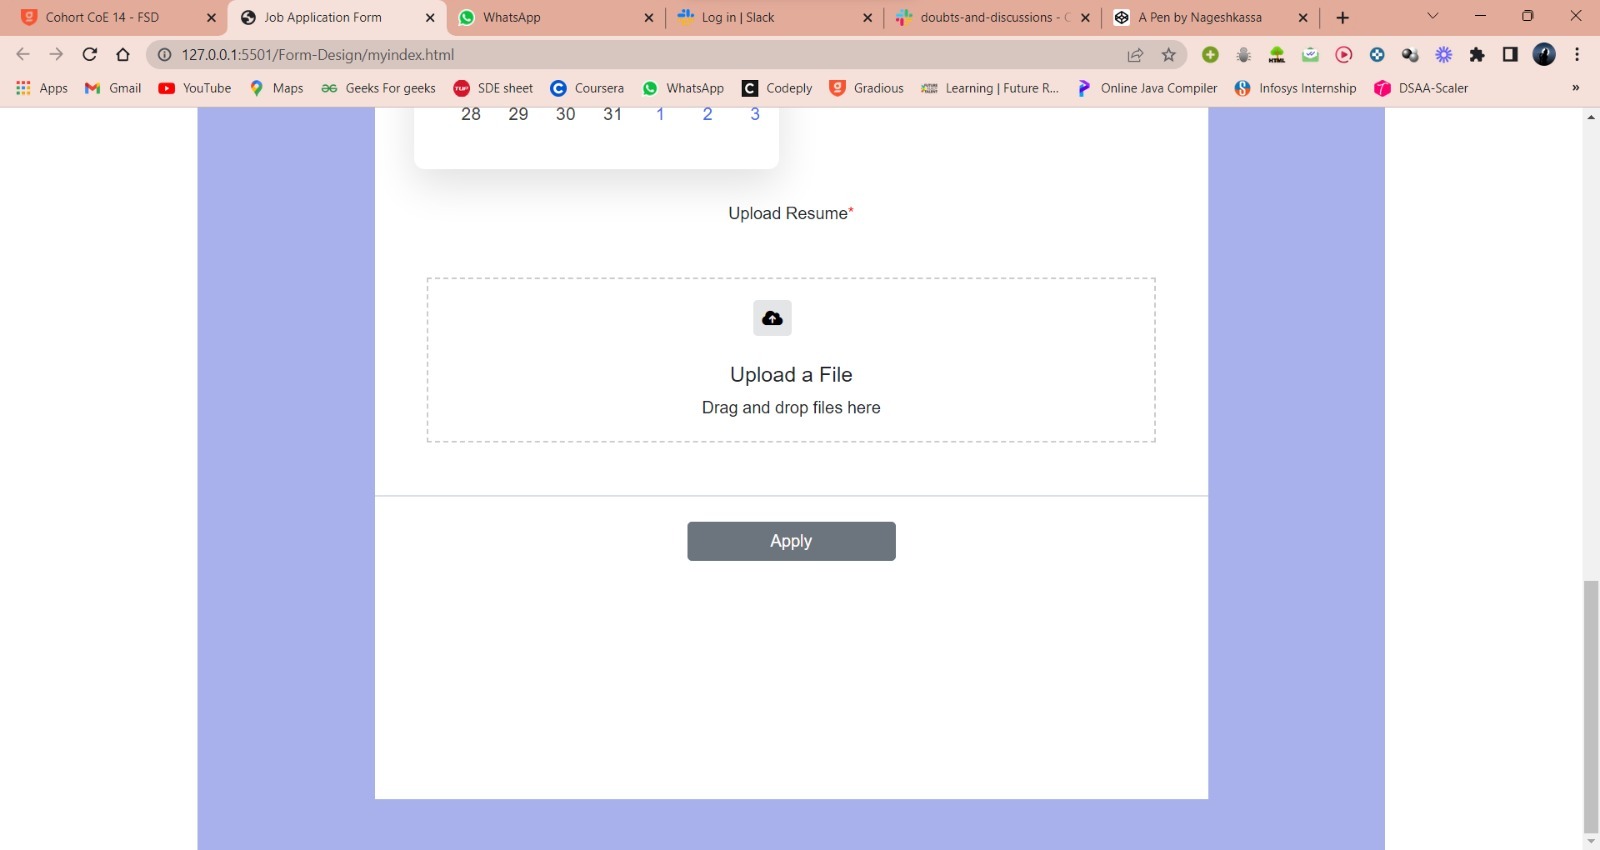 Cohort CoE 14 - FSD
Job Application Form
WhatsApp
Log in | Slack
doubts-and-discussions - C
A Pen by Nageshkassa
127.0.0.1:5501/Form-Design/myindex.html
Apps
Gmail
YouTube
Maps
Geeks For geeks
SDE sheet
Coursera
WhatsApp
Codeply
Gradious
Learning | Future R...
Online Java Compiler
Infosys Internship
DSAA-Scaler
»
28 29 30 31 1 2 3
Upload Resume*
Upload a File
Drag and drop files here
Apply